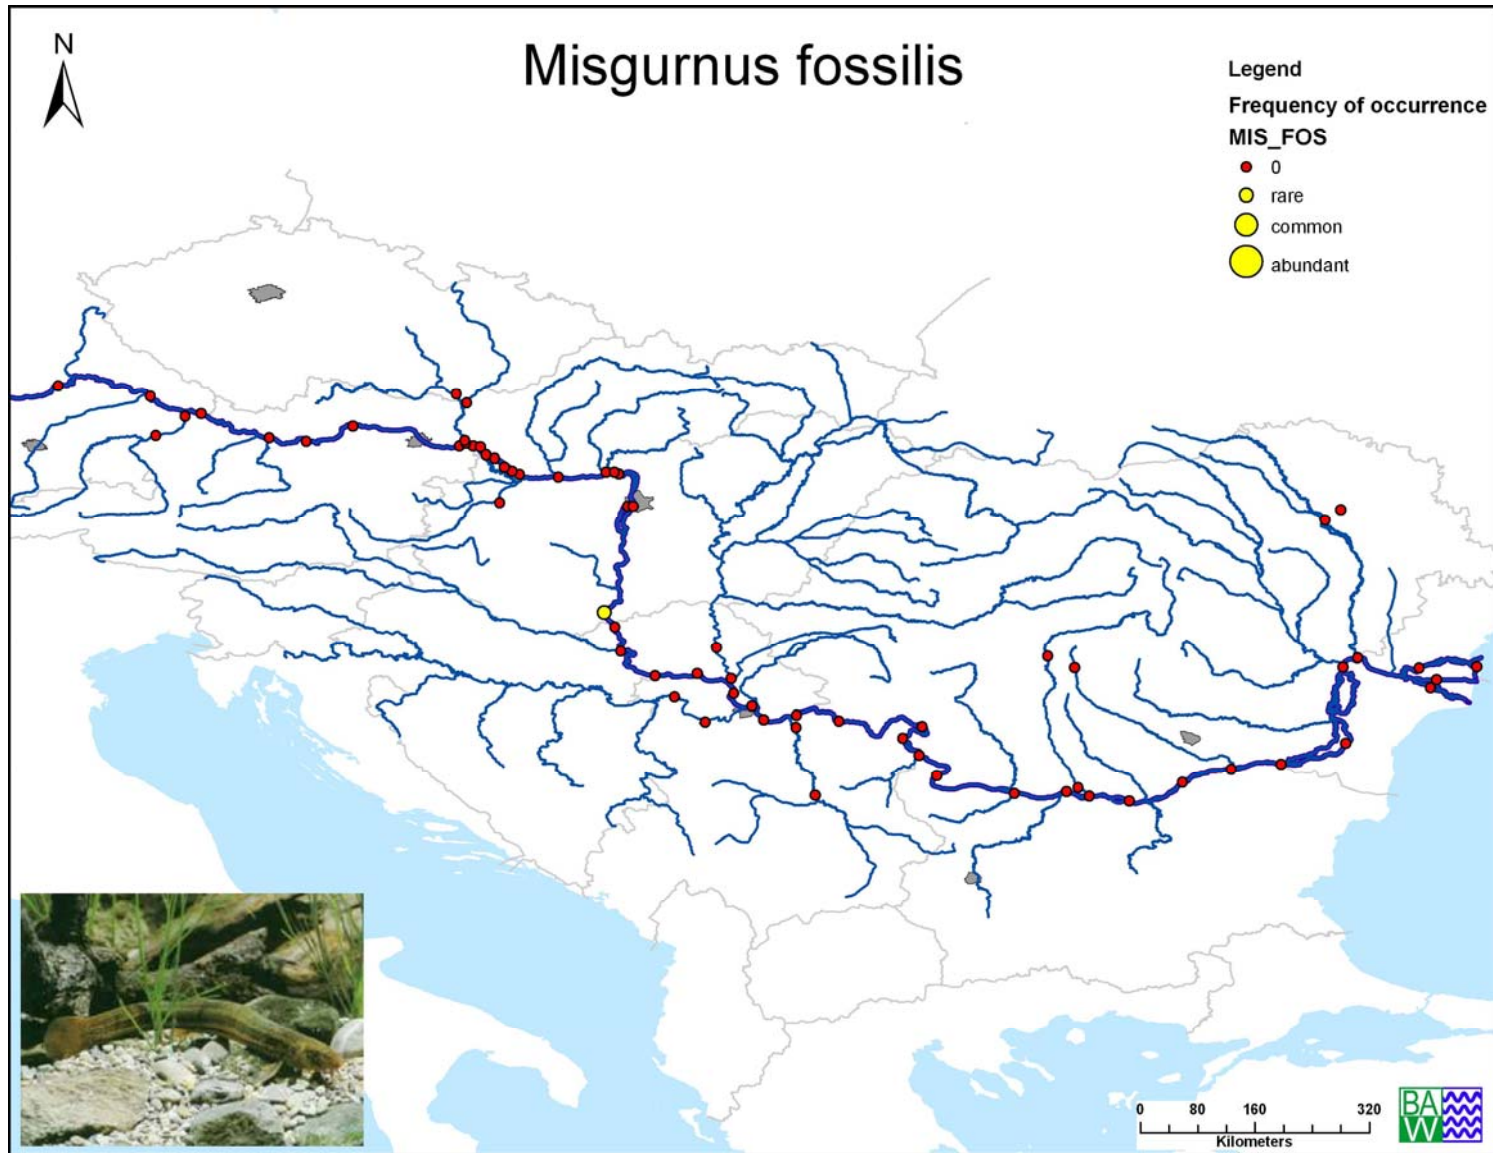 N
Misgurnus fossilis
Legend
Frequency of occurrence
MIS_FOS
0
rare
common
abundant
0 80 160 320
Kilometers
BA
W